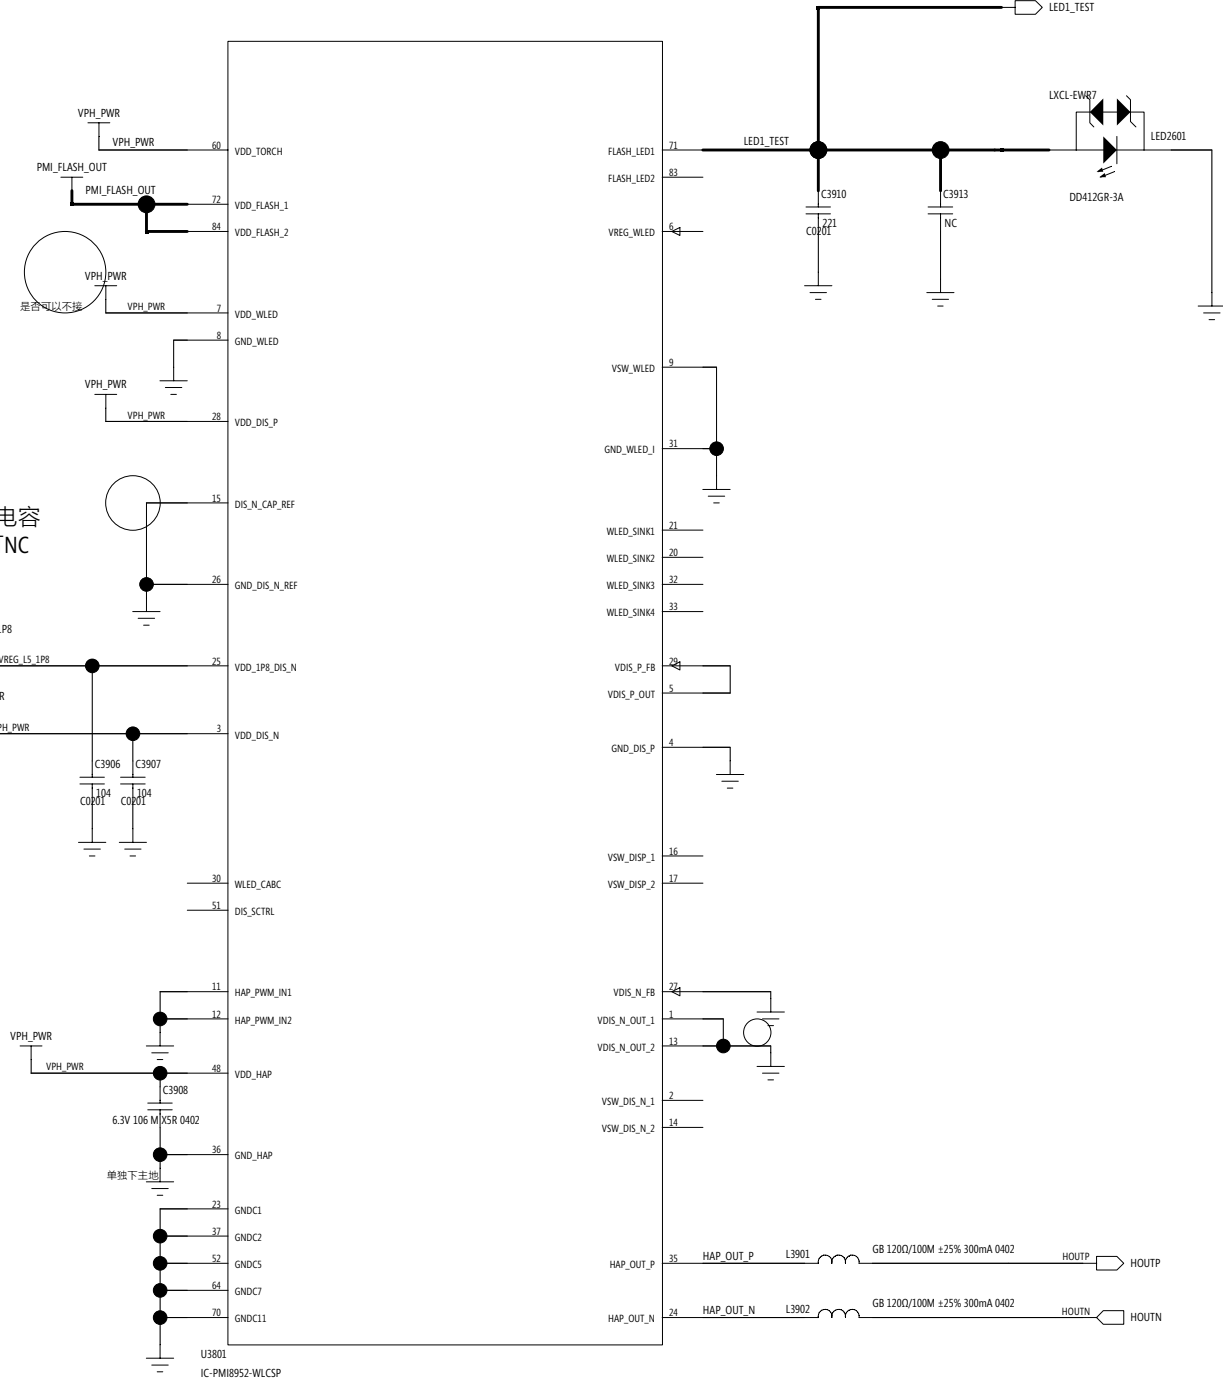 LED1_TEST
LXCL-EWR7
VPH_PWR
VPH_PWR
60
VDD_TORCH
FLASH_LED1
71
LED1_TEST
LED2601
PMI_FLASH_OUT
PMI_FLASH_OUT
72
VDD_FLASH_1
FLASH_LED2
83
C3910
221
C0201
C3913
NC
DD412GR-3A
84
VDD_FLASH_2
VREG_WLED
6
VPH_PWR
是否可以不接
VPH_PWR
7
VDD_WLED
8
GND_WLED
VSW_WLED
9
VPH_PWR
VPH_PWR
28
VDD_DIS_P
GND_WLED_I
31
15
DIS_N_CAP_REF
电容
NC
WLED_SINK1
21
WLED_SINK2
20
26
GND_DIS_N_REF
WLED_SINK3
32
WLED_SINK4
33
1P8
VREG_L5_1P8
25
VDD_1P8_DIS_N
VDIS_P_FB
29
R
VDIS_P_OUT
5
PH_PWR
3
VDD_DIS_N
GND_DIS_P
4
C3906
104
C0201
C3907
104
C0201
VSW_DISP_1
16
30
WLED_CABC
VSW_DISP_2
17
51
DIS_SCTRL
11
HAP_PWM_IN1
VDIS_N_FB
27
12
HAP_PWM_IN2
VDIS_N_OUT_1
1
VPH_PWR
VDIS_N_OUT_2
13
VPH_PWR
48
VDD_HAP
C3908
6.3V 106 M X5R 0402
VSW_DIS_N_1
2
VSW_DIS_N_2
14
36
GND_HAP
单独下主地
23
GNDC1
37
GNDC2
52
GNDC5
HAP_OUT_P
35
HAP_OUT_P
L3901
GB 120Ω/100M ±25% 300mA 0402
HOUTP
HOUTP
64
GNDC7
70
GNDC11
HAP_OUT_N
24
HAP_OUT_N
L3902
GB 120Ω/100M ±25% 300mA 0402
HOUTN
HOUTN
U3801
IC-PMI8952-WLCSP